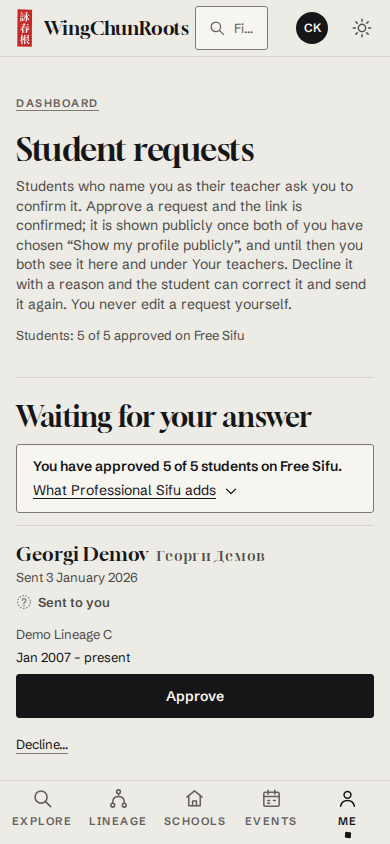 詠春根
WingChunRoots
Fi...
CK
DASHBOARD
Student requests
Students who name you as their teacher ask you to
confirm it. Approve a request and the link is
confirmed; it is shown publicly once both of you have
chosen “Show my profile publicly”, and until then you
both see it here and under Your teachers. Decline it
with a reason and the student can correct it and send
it again. You never edit a request yourself.
Students: 5 of 5 approved on Free Sifu
Waiting for your answer
You have approved 5 of 5 students on Free Sifu.
What Professional Sifu adds
Georgi Demov Георги Демов
Sent 3 January 2026
Sent to you
Demo Lineage C
Jan 2007 – present
Approve
Decline...
EXPLORE LINEAGE SCHOOLS EVENTS ME